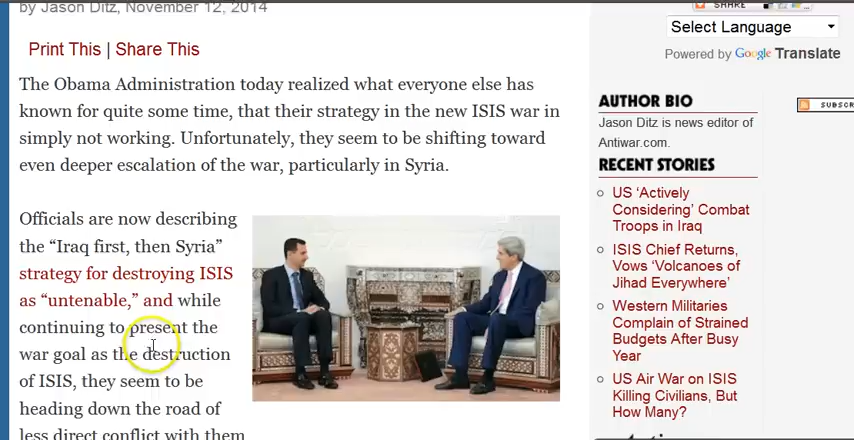 by Jason Ditz, November 12, 2014
Print This | Share This
The Obama Administration today realized what everyone else has
known for quite some time, that their strategy in the new ISIS war in
simply not working. Unfortunately, they seem to be shifting toward
even deeper escalation of the war, particularly in Syria.
Officials are now describing
the “Iraq first, then Syria”
strategy for destroying ISIS
as “untenable,” and while
continuing to present the
war goal as the destruction
of ISIS, they seem to be
heading down the road of
less direct conflict with them
SHARE
Select Language
Powered by Google Translate
AUTHOR BIO
Jason Ditz is news editor of
Antiwar.com.
RECENT STORIES
US ‘Actively
Considering’ Combat
Troops in Iraq
ISIS Chief Returns,
Vows ‘Volcanoes of
Jihad Everywhere’
Western Militaries
Complain of Strained
Budgets After Busy
Year
US Air War on ISIS
Killing Civilians, But
How Many?
SUBSCR